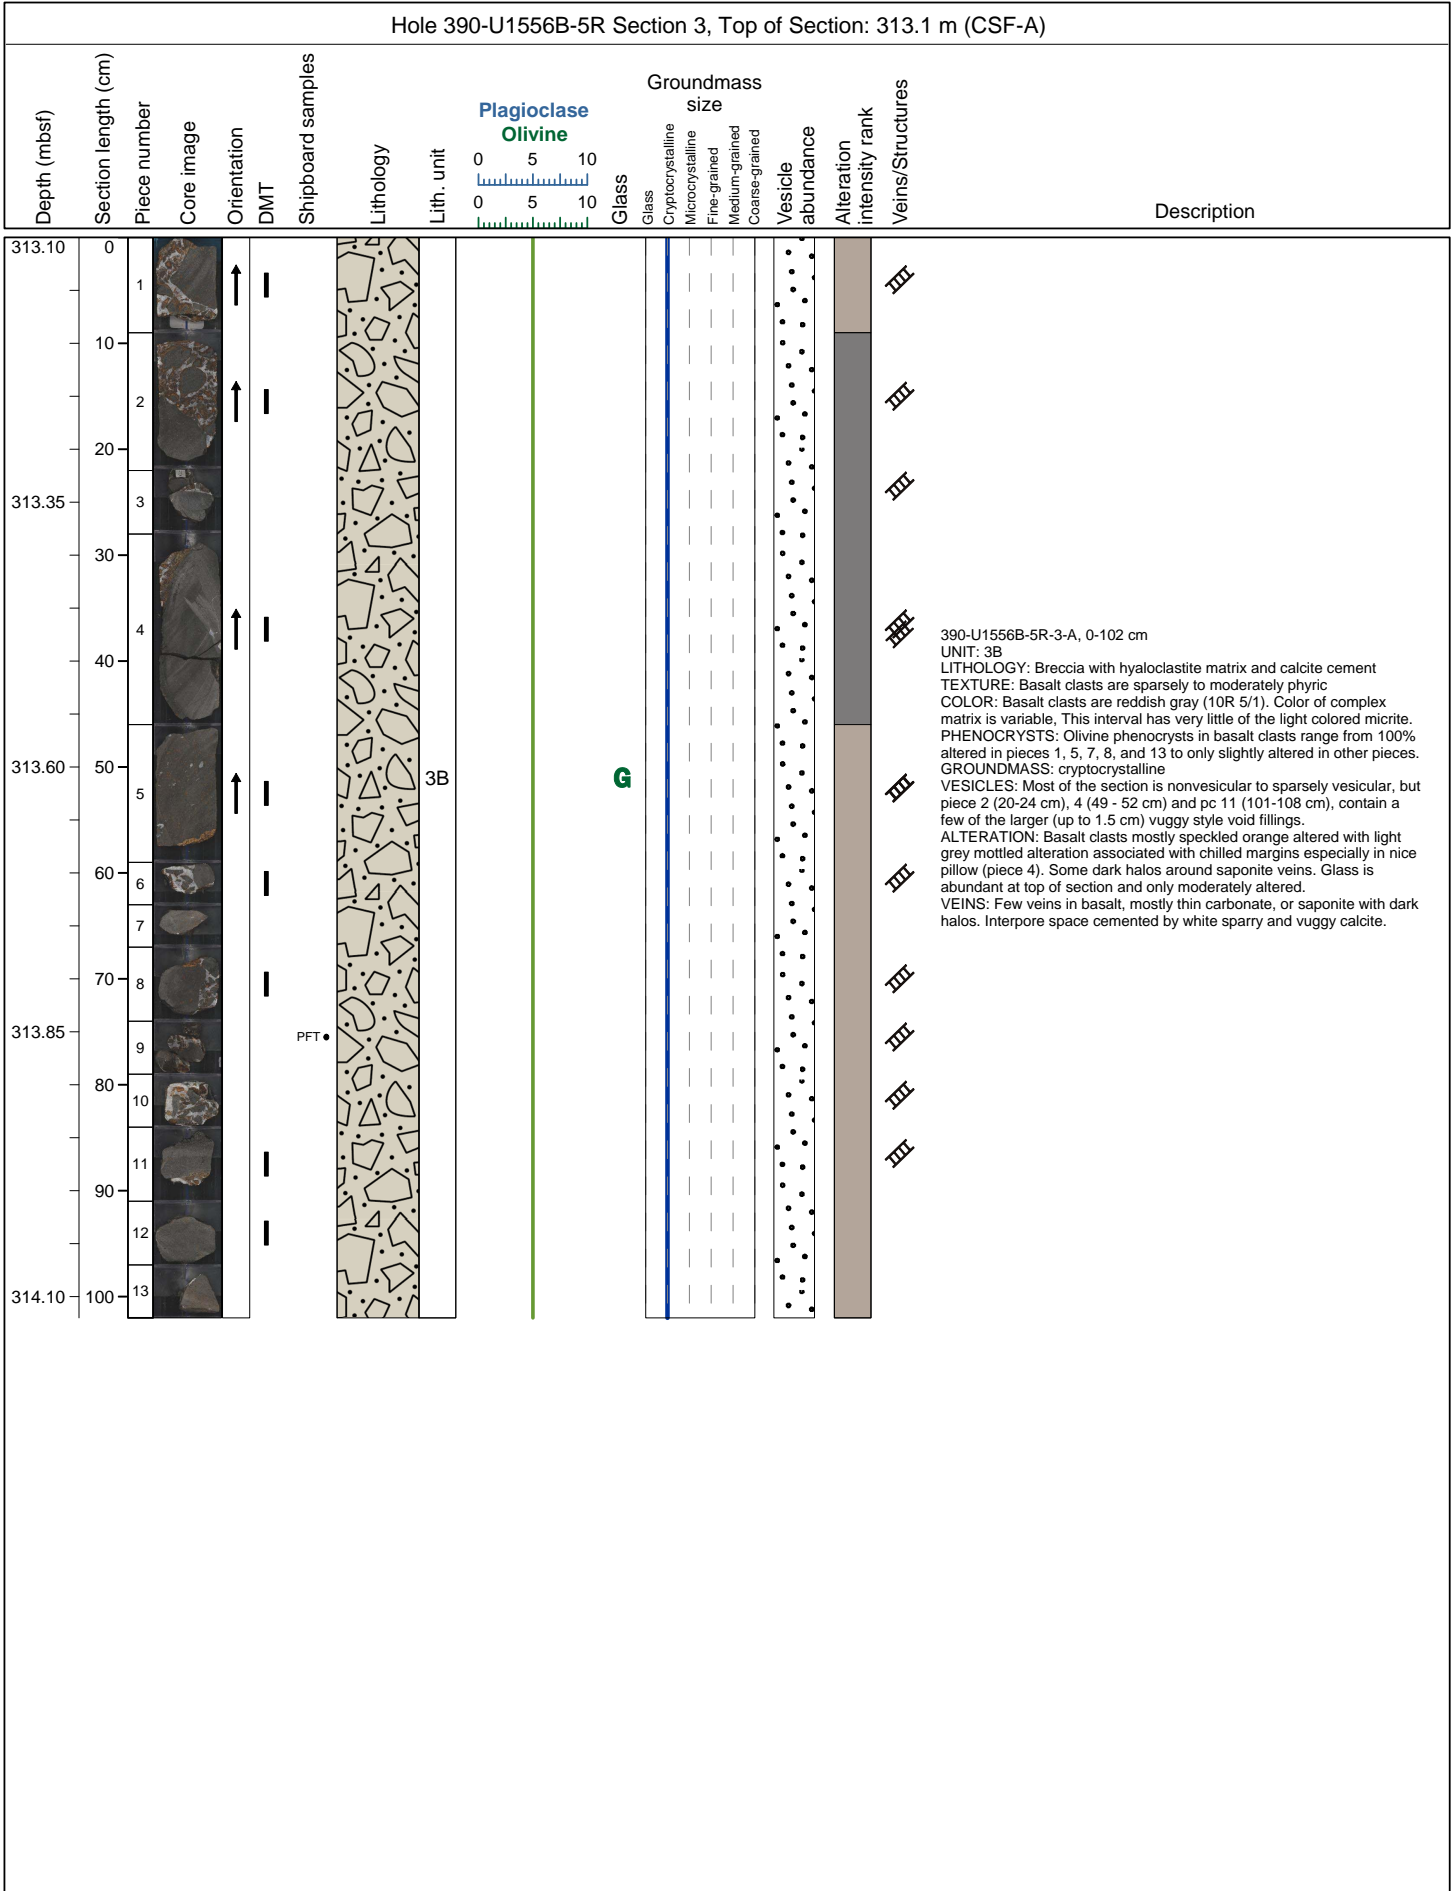 Hole 390-U1556B-5R Section 3, Top of Section: 313.1 m (CSF-A)
Depth (mbsf)
Section length (cm)
Piece number
Core image
Orientation
DMT
Shipboard samples
Lithology
Lith. unit
Plagioclase
Olivine
0 5 10
0 5 10
Glass
Groundmass
size
Glass
Cryptocrystalline
Microcrystalline
Fine-grained
Medium-grained
Coarse-grained
Vesicle
abundance
Alteration
intensity rank
Veins/Structures
Description
313.10 0
1
10
2
20
3
313.35
30
4
40
313.60 50
5
3B
G
60
6
7
70
8
313.85
PFT
9
80
10
11
90
12
13
314.10 100
390-U1556B-5R-3-A, 0-102 cm
UNIT: 3B
LITHOLOGY: Breccia with hyaloclastite matrix and calcite cement
TEXTURE: Basalt clasts are sparsely to moderately phyric
COLOR: Basalt clasts are reddish gray (10R 5/1). Color of complex
matrix is variable, This interval has very little of the light colored micrite.
PHENOCRYSTS: Olivine phenocrysts in basalt clasts range from 100%
altered in pieces 1, 5, 7, 8, and 13 to only slightly altered in other pieces.
GROUNDMASS: cryptocrystalline
VESICLES: Most of the section is nonvesicular to sparsely vesicular, but
piece 2 (20-24 cm), 4 (49 - 52 cm) and pc 11 (101-108 cm), contain a
few of the larger (up to 1.5 cm) vuggy style void fillings.
ALTERATION: Basalt clasts mostly speckled orange altered with light
grey mottled alteration associated with chilled margins especially in nice
pillow (piece 4). Some dark halos around saponite veins. Glass is
abundant at top of section and only moderately altered.
VEINS: Few veins in basalt, mostly thin carbonate, or saponite with dark
halos. Interpore space cemented by white sparry and vuggy calcite.